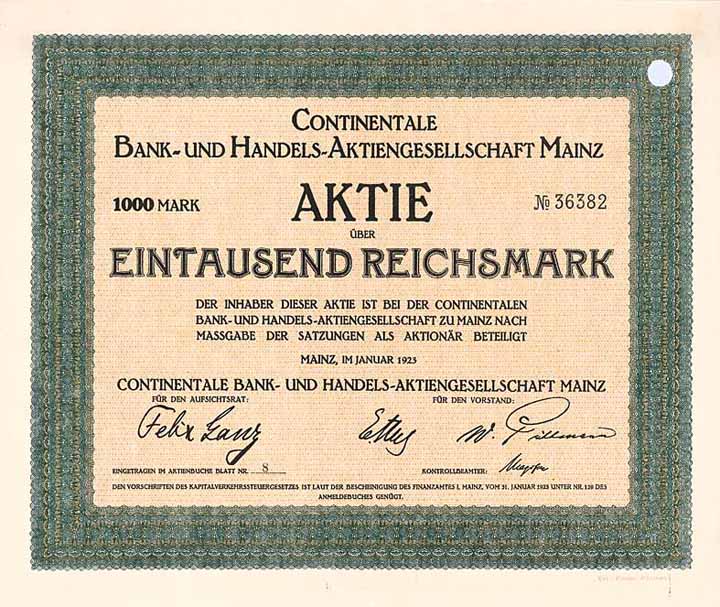 CONTINENTALE
BANK- UND HANDELS-AKTIENGESELLSCHAFT MAINZ
1000 MARK AKTIE № 36382
ÜBER
EINTAUSEND REICHSMARK
DER INHABER DIESER AKTIE IST BEI DER CONTINENTALEN
BANK- UND HANDELS-AKTIENGESELLSCHAFT ZU MAINZ NACH
MASSGABE DER SATZUNGEN ALS AKTIONÄR BETEILIGT
MAINZ, IM JANUAR 1923
CONTINENTALE BANK- UND HANDELS-AKTIENGESELLSCHAFT MAINZ
FÜR DEN AUFSICHTSRAT: FÜR DEN VORSTAND:
Felix Ganz W. Pillmann
EINGETRAGEN IM AKTIENBUCHE BLATT NR. 8 KONTROLLBEAMTER:
DEN VORSCHRIFTEN DES KAPITALVERKEHRSSTEUERGESETZES IST LAUT DER BESCHEINIGUNG DES FINANZAMTES I, MAINZ, VOM 31. JANUAR 1923 UNTER NR. 129 DES
ANMELDEBUCHES GENÜGT.